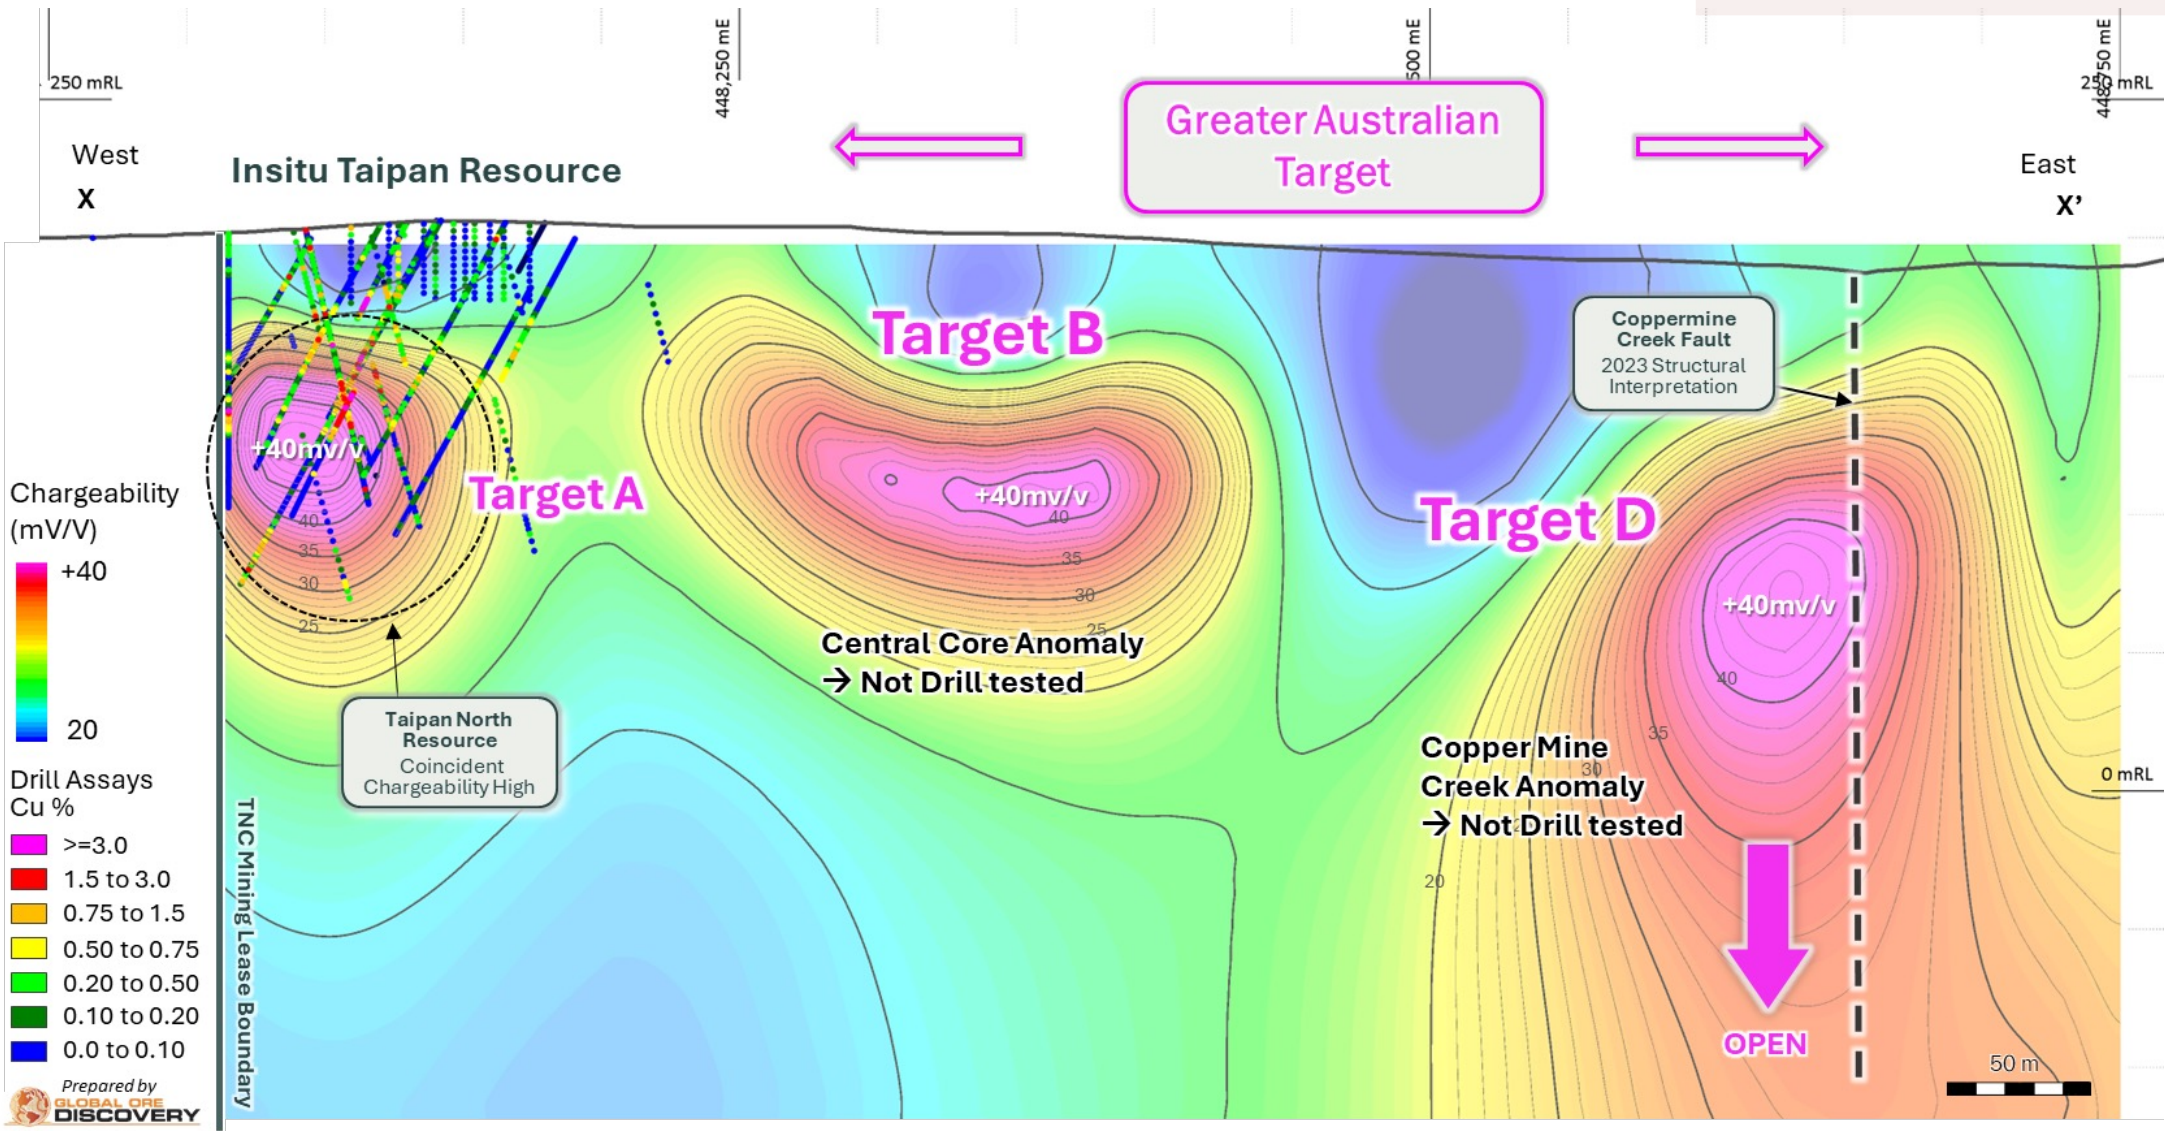 250 mRL
448,250 mE
500 mE
448,750 mE
250 mRL
West
X
Insitu Taipan Resource
Greater Australian
Target
East
X’
Target B
Coppermine
Creek Fault
2023 Structural
Interpretation
+40mv/v
Target A
+40mv/v
Target D
+40mv/v
40
35
30
25
40
35
30
25
40
35
30
20
Central Core Anomaly
→ Not Drill tested
Taipan North
Resource
Coincident
Chargeability High
Copper Mine
Creek Anomaly
→ Not Drill tested
0 mRL
OPEN
50 m
TNC Mining Lease Boundary
Chargeability
(mV/V)
+40
20
Drill Assays
Cu %
>=3.0
1.5 to 3.0
0.75 to 1.5
0.50 to 0.75
0.20 to 0.50
0.10 to 0.20
0.0 to 0.10
Prepared by
GLOBAL ORE
DISCOVERY